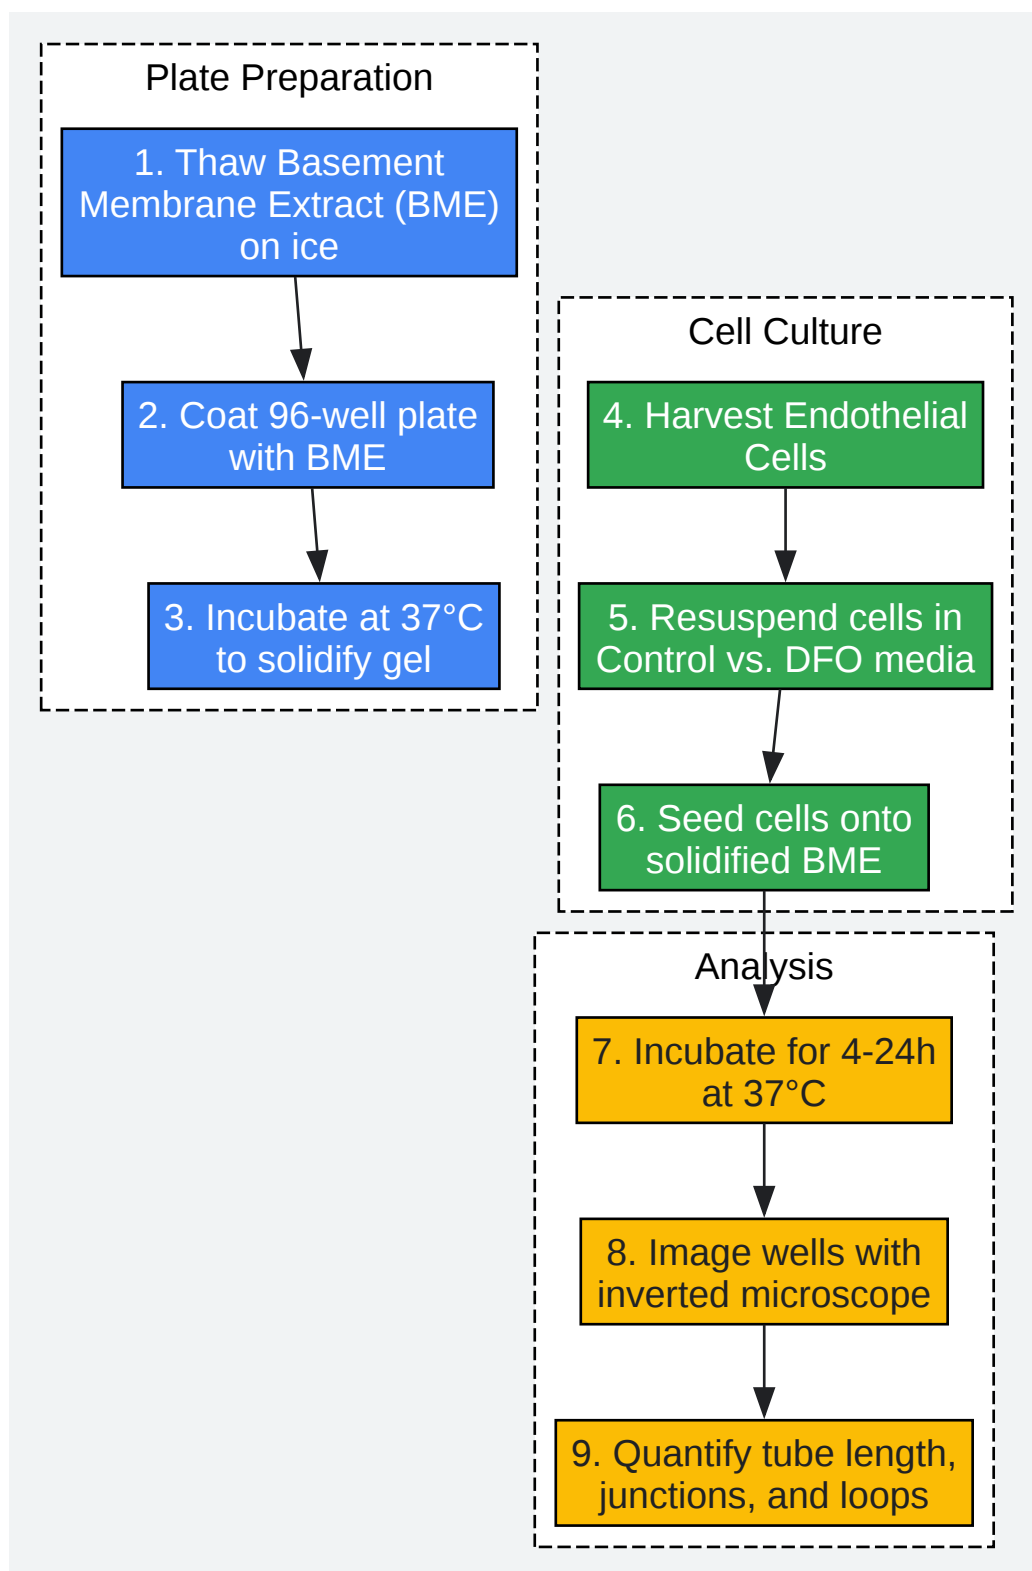 Plate Preparation
1. Thaw Basement
Membrane Extract (BME)
on ice
2. Coat 96-well plate
with BME
3. Incubate at 37°C
to solidify gel
Cell Culture
4. Harvest Endothelial
Cells
5. Resuspend cells in
Control vs. DFO media
6. Seed cells onto
solidified BME
Analysis
7. Incubate for 4-24h
at 37°C
8. Image wells with
inverted microscope
9. Quantify tube length,
junctions, and loops